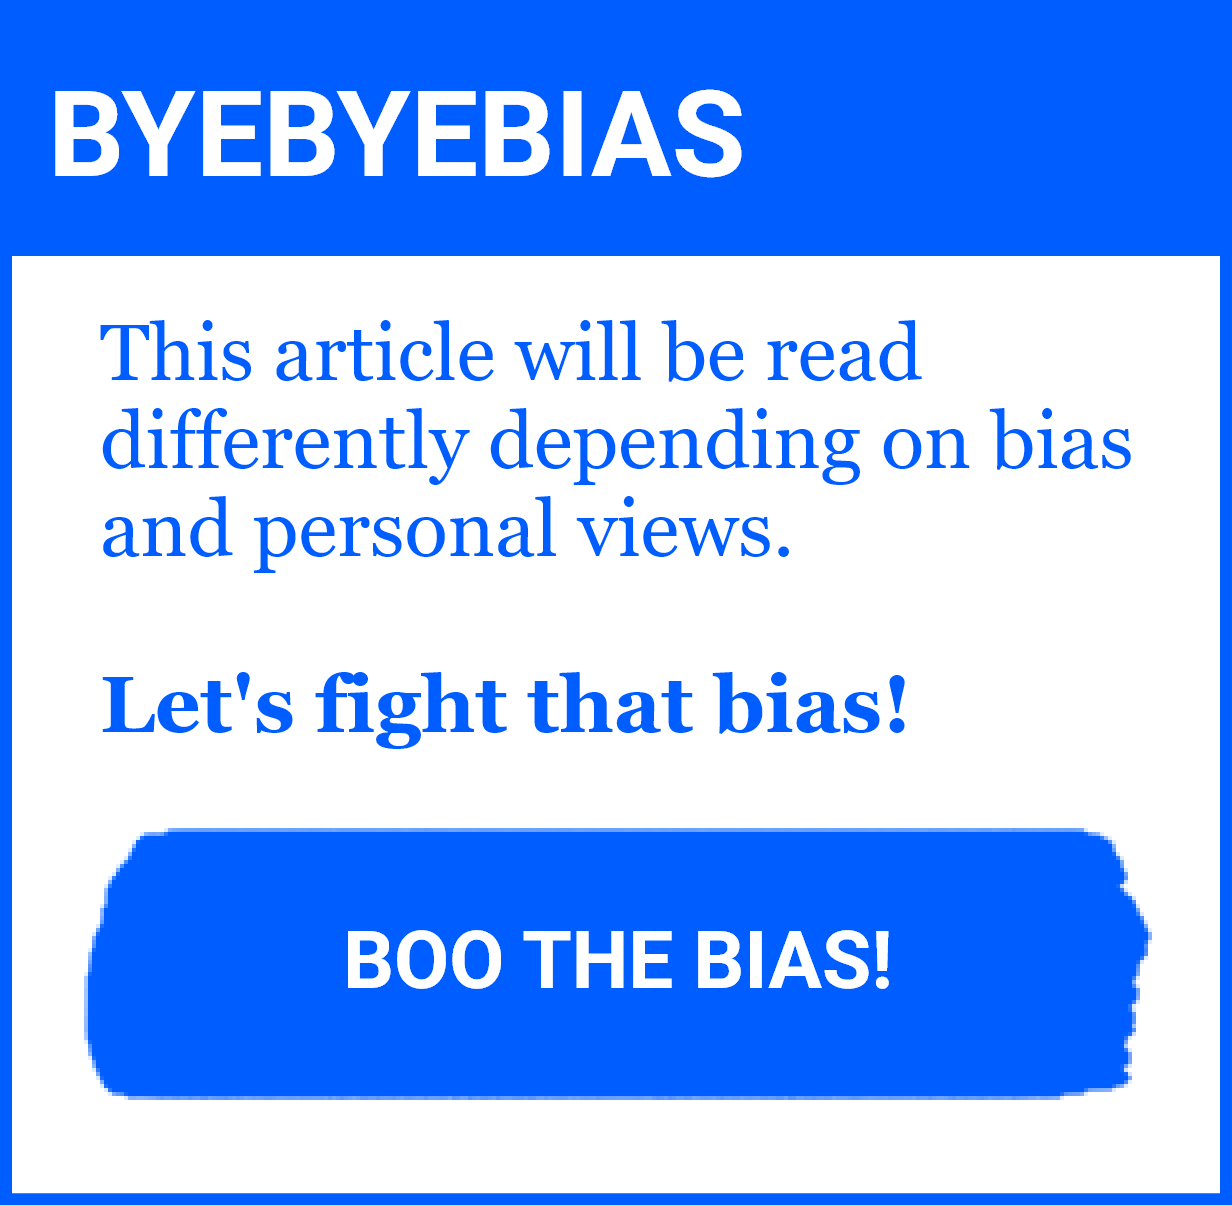 BYEBYEBIAS
This article will be read
differently depending on bias
and personal views.
Let's fight that bias!
BOO THE BIAS!